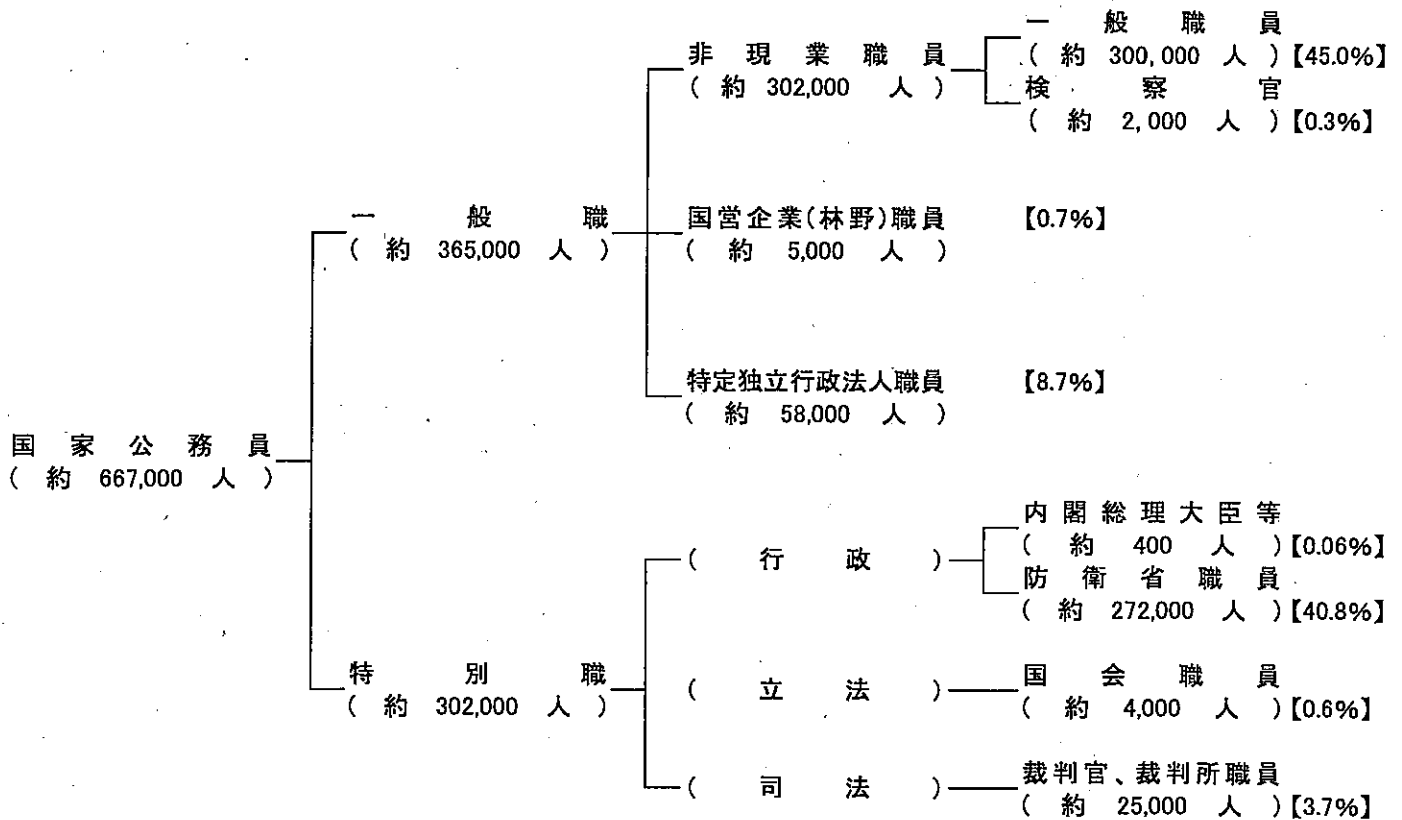 一般職員
(約 300,000 人)【45.0%】
非現業職員
(約 302,000 人)
検察官
(約 2,000 人)【0.3%】
一般職
(約 365,000 人)
国営企業(林野)職員 【0.7%】
(約 5,000 人)
特定独立行政法人職員 【8.7%】
(約 58,000 人)
国家公務員
(約 667,000 人)
特別職
(約 302,000 人)
(行政)
内閣総理大臣等
(約 400 人)【0.06%】
防衛省職員
(約 272,000 人)【40.8%】
(立法)
国会職員
(約 4,000 人)【0.6%】
(司法)
裁判官、裁判所職員
(約 25,000 人)【3.7%】